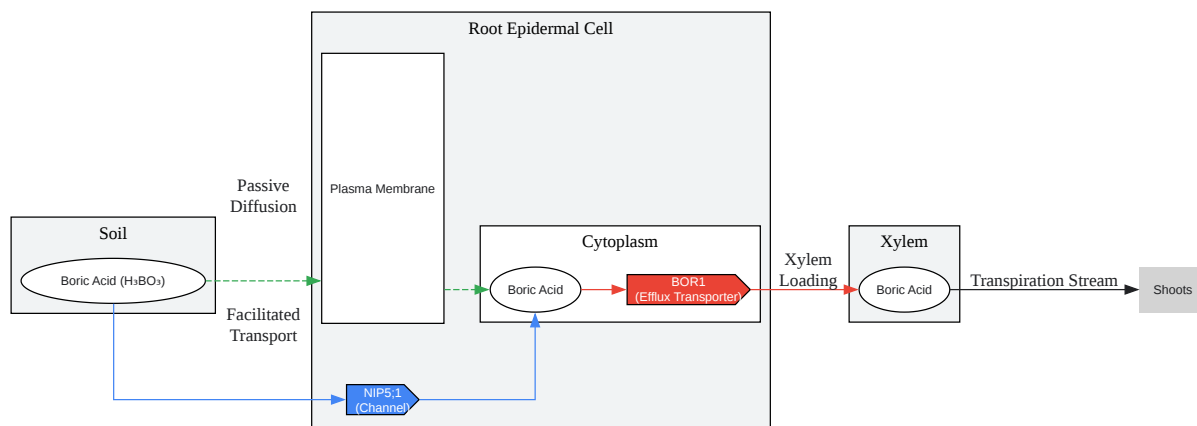 Root Epidermal Cell
Passive
Diffusion
Plasma Membrane
Soil
Boric Acid (H₃BO₃)
Facilitated
Transport
NIP5;1
(Channel)
Cytoplasm
Boric Acid
BOR1
(Efflux Transporter)
Xylem
Loading
Xylem
Boric Acid
Transpiration Stream
Shoots